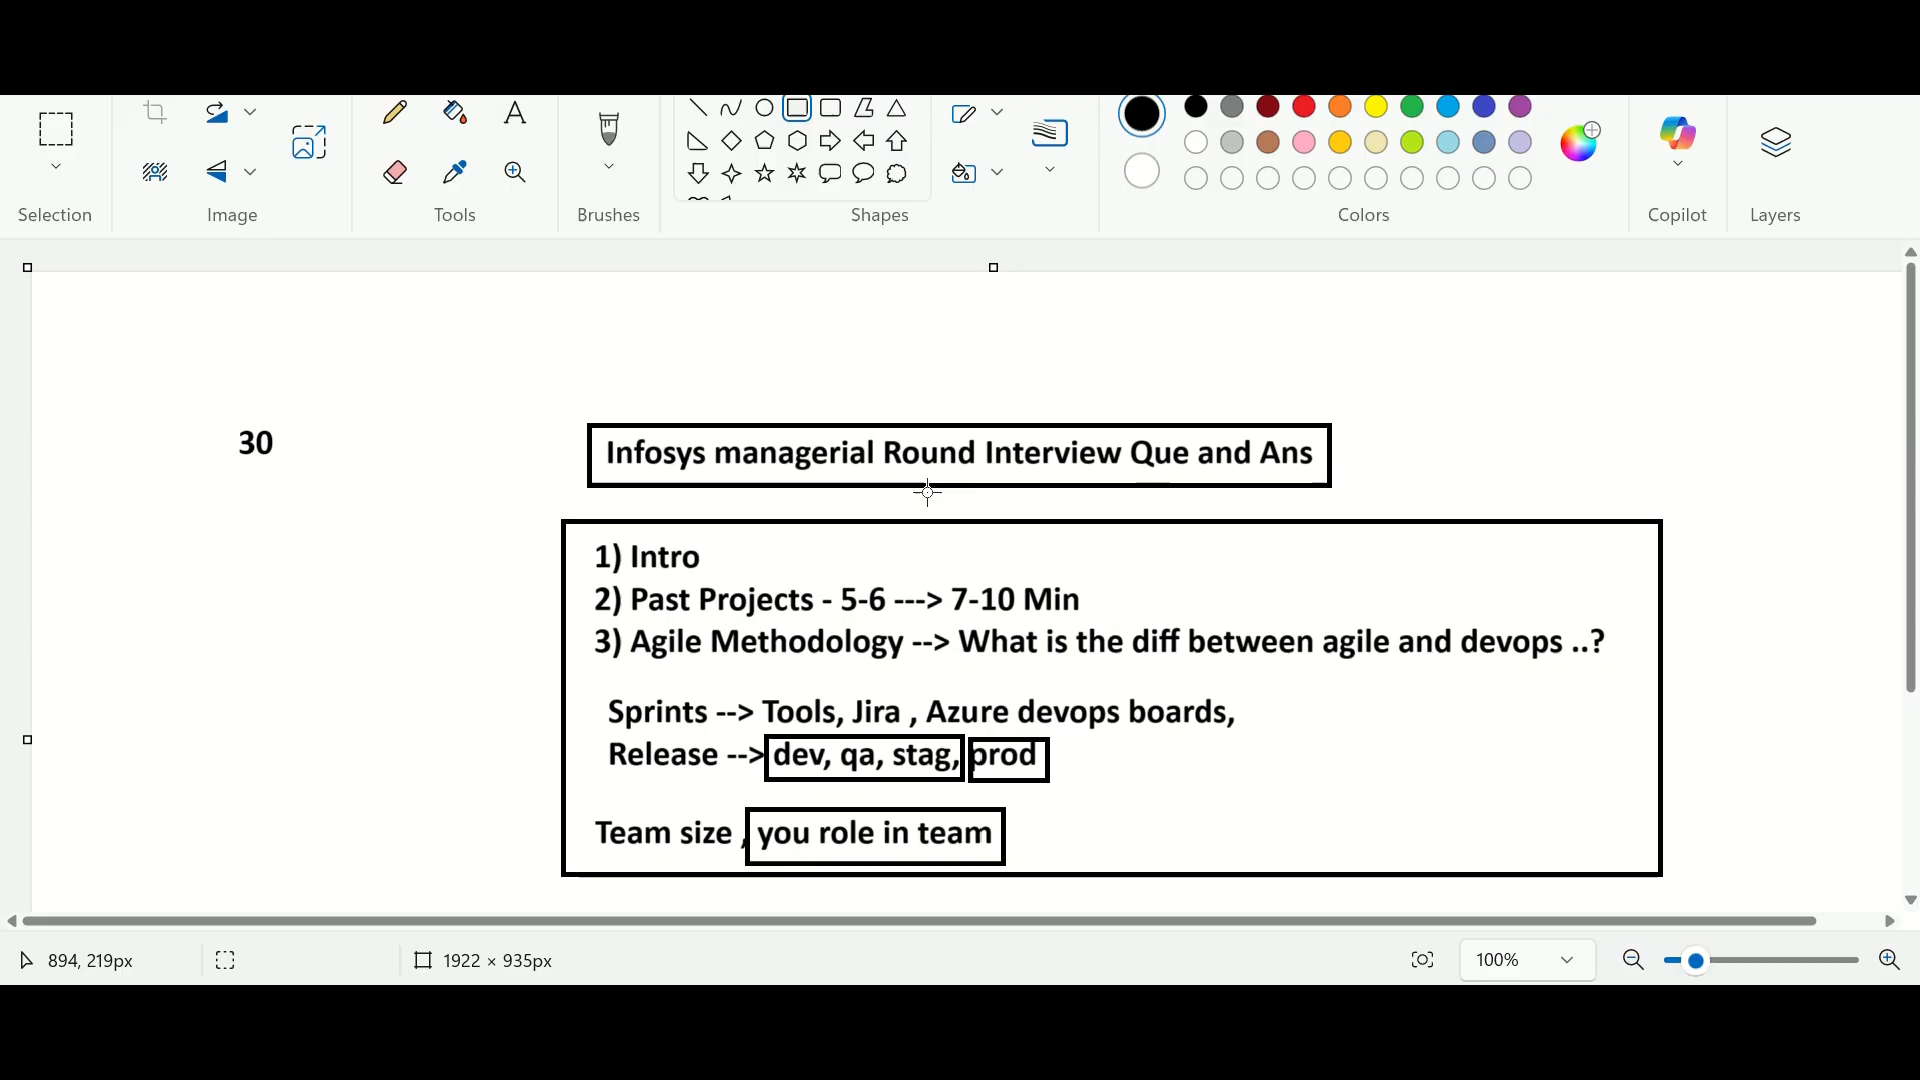 Selection
Image
Tools
Brushes
Shapes
Colors
Copilot
Layers
30
Infosys managerial Round Interview Que and Ans
1) Intro
2) Past Projects - 5-6 ---> 7-10 Min
3) Agile Methodology --> What is the diff between agile and devops ..?
Sprints --> Tools, Jira , Azure devops boards,
Release --> dev, qa, stag, prod
Team size , you role in team
894, 219px
1922 × 935px
100%